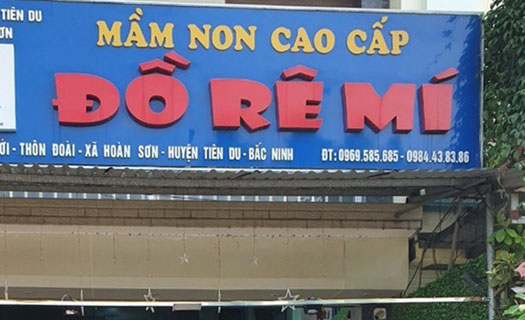 TIÊN DU
SƠN
MẦM NON CAO CẤP
ĐỒ RÊ MÍ
- THÔN ĐOÀI - XÃ HOÀN SƠN - HUYỆN TIÊN DU - BẮC NINH ĐT: 0969.585.685 - 0984.43.83.86